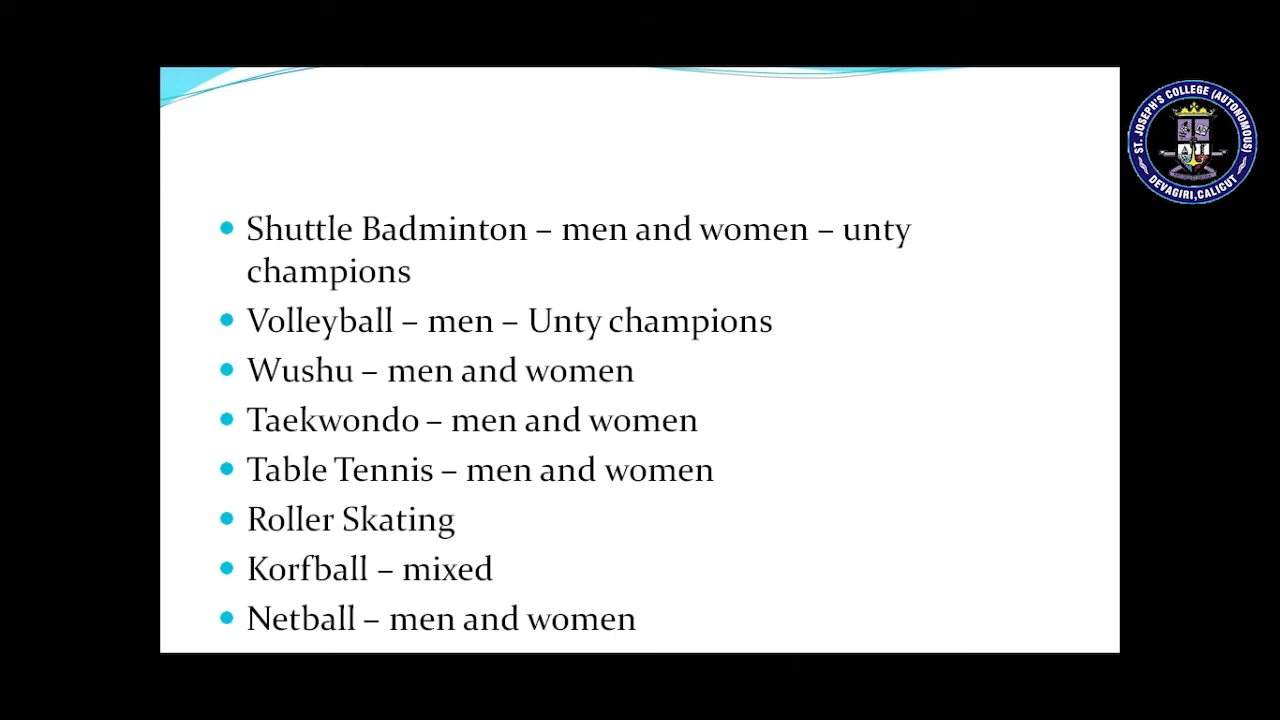 Shuttle Badminton – men and women – unty
champions
Volleyball – men – Unty champions
Wushu – men and women
Taekwondo – men and women
Table Tennis – men and women
Roller Skating
Korfball – mixed
Netball – men and women
ST. JOSEPH'S COLLEGE (AUTONOMOUS)
DEVAGIRI, CALICUT